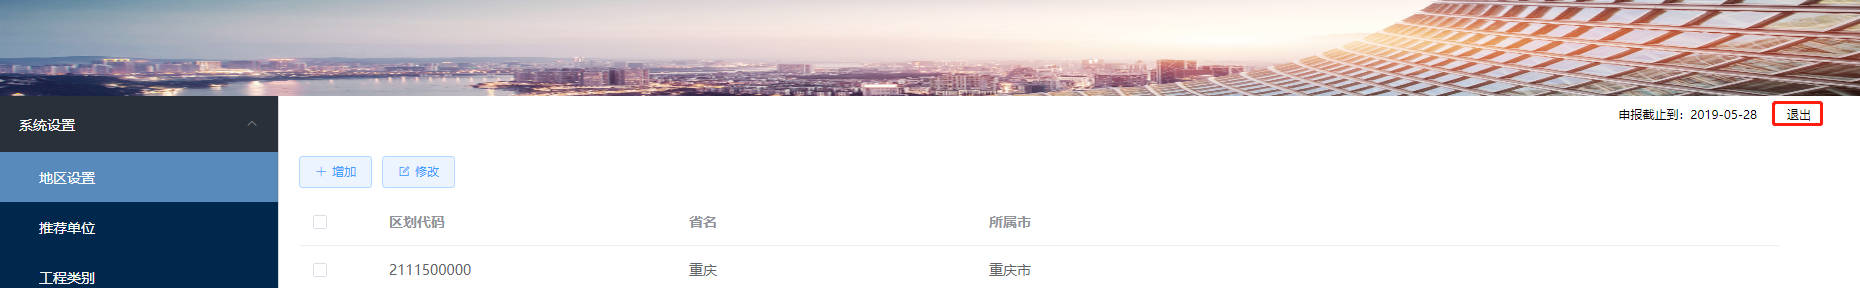 系统设置
申报截止到：2019-05-28 退出
地区设置
增加 修改
推荐单位
区划代码 省名 所属市
工程类别
2111500000 重庆 重庆市